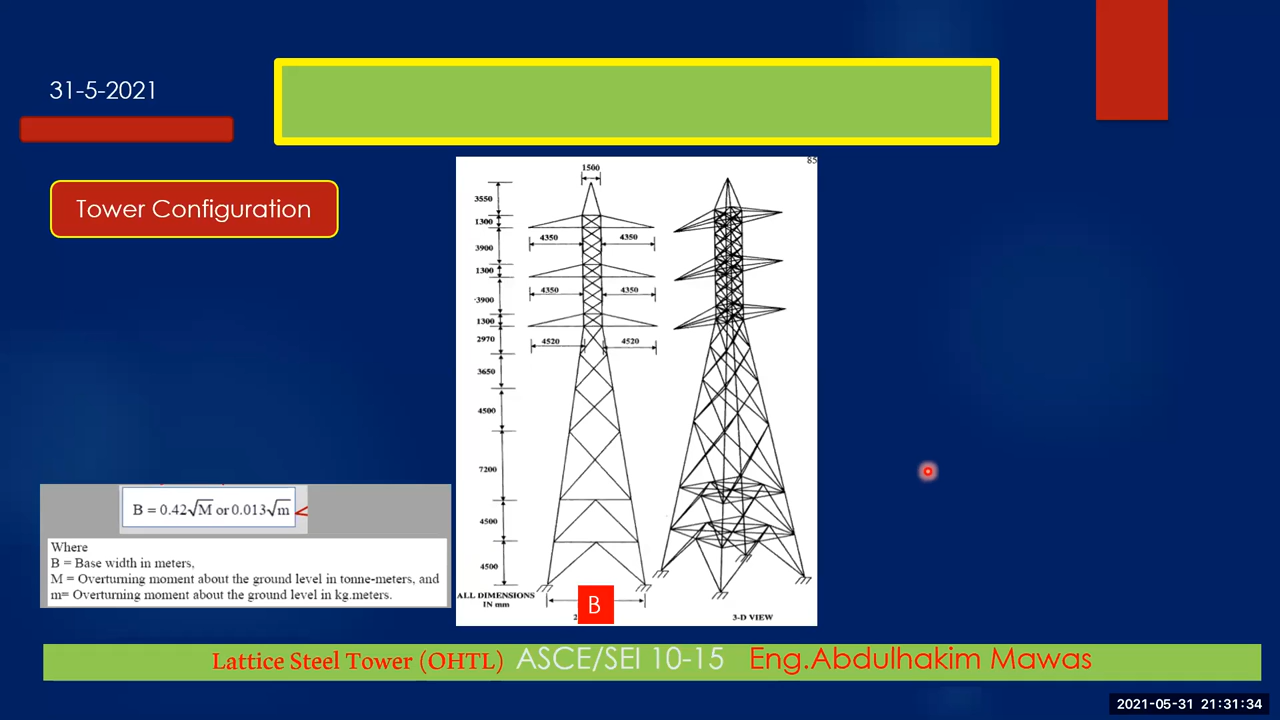 31-5-2021
Tower Configuration
85
1500
3550
1300
4350 4350
3900
1300
4350 4350
3900
1300
2970
4520 4520
3650
4500
7200
4500
4500
ALL DIMENSIONS
IN mm
B
3-D VIEW
B = 0.42√M or 0.013√m
Where
B = Base width in meters,
M = Overturning moment about the ground level in tonne-meters, and
m= Overturning moment about the ground level in kg.meters.
Lattice Steel Tower (OHTL) ASCE/SEI 10-15 Eng.Abdulhakim Mawas
2021-05-31 21:31:34